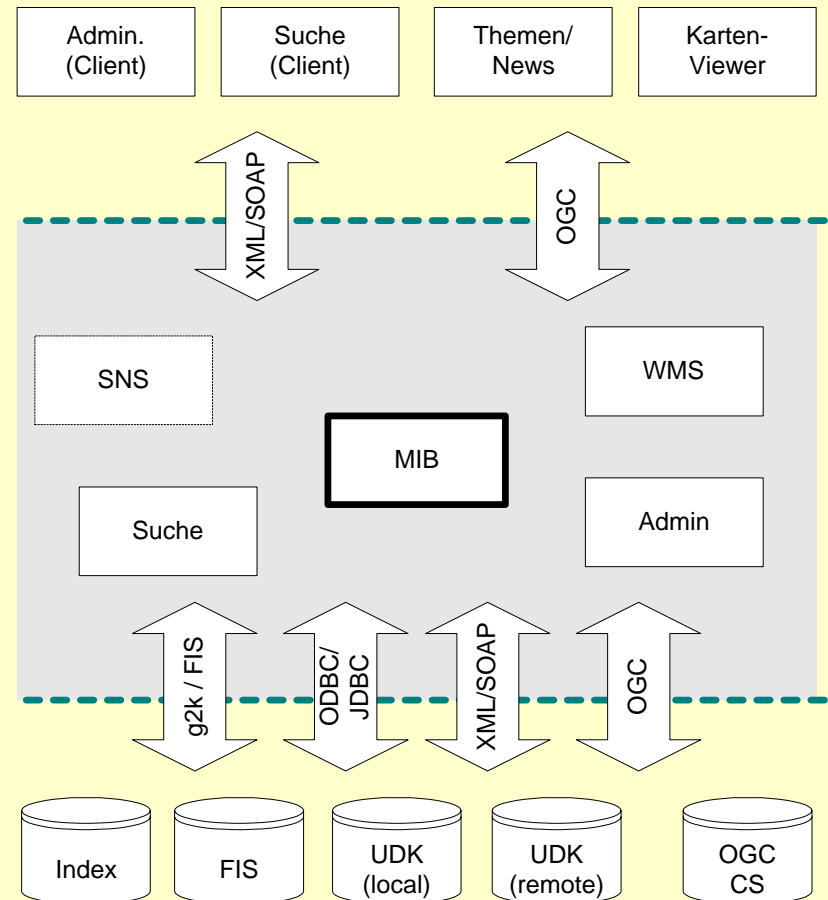 Admin.
(Client)
Suche
(Client)
Themen/
News
Karten-
Viewer
XML/SOAP
OGC
SNS
WMS
MIB
Suche
Admin
g2k / FIS
ODBC/
JDBC
XML/SOAP
OGC
Index
FIS
UDK
(local)
UDK
(remote)
OGC
CS